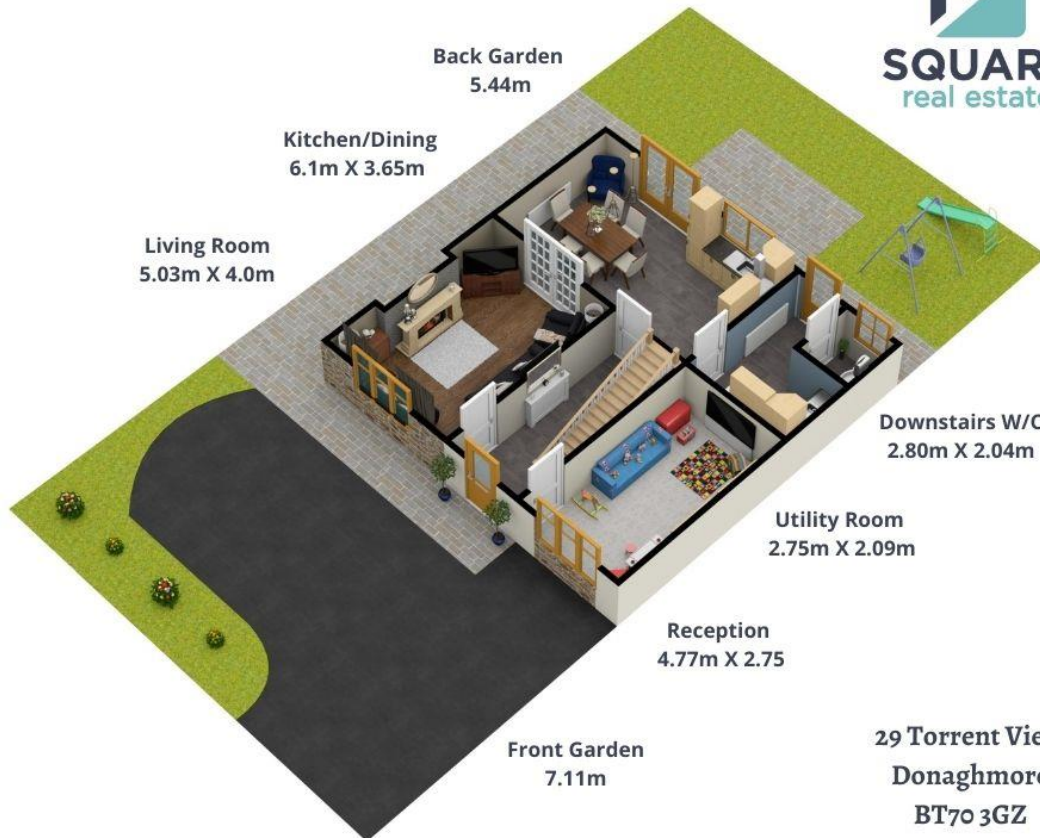 SQUAR
real estate
Back Garden
5.44m
Kitchen/Dining
6.1m X 3.65m
Living Room
5.03m X 4.0m
Downstairs W/C
2.80m X 2.04m
Utility Room
2.75m X 2.09m
Reception
4.77m X 2.75
Front Garden
7.11m
29 Torrent Vie
Donaghmore
BT70 3GZ